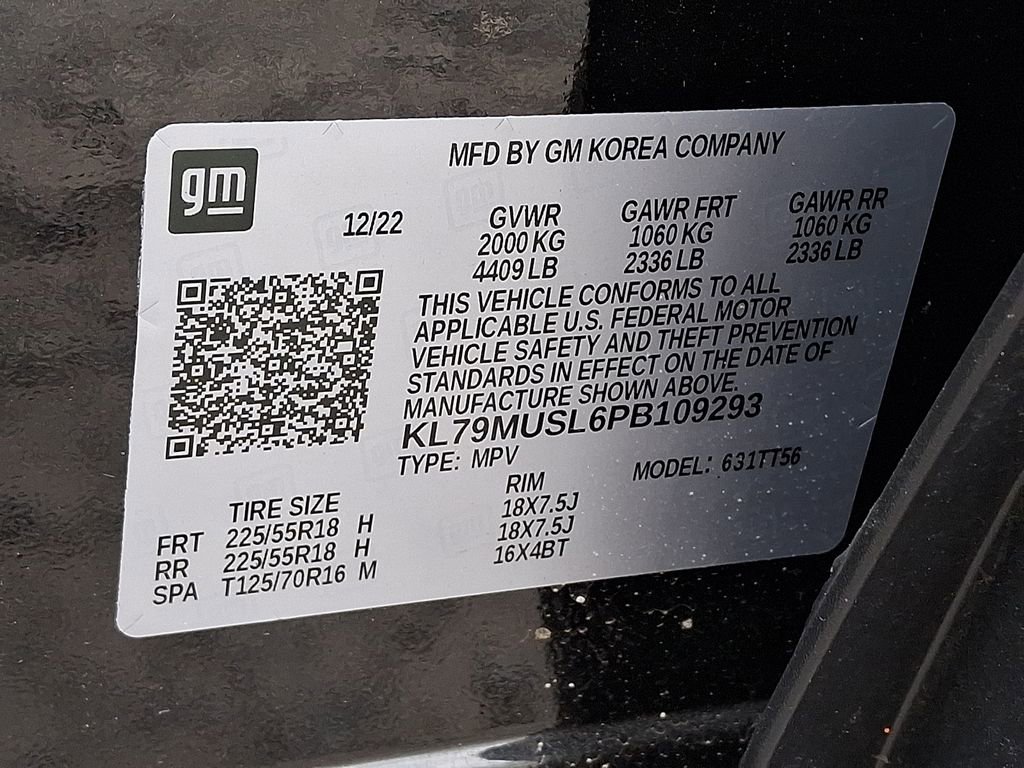 gm
MFD BY GM KOREA COMPANY
12/22
GVWR GAWR FRT GAWR RR
2000 KG 1060 KG 1060 KG
4409 LB 2336 LB 2336 LB
THIS VEHICLE CONFORMS TO ALL
APPLICABLE U.S. FEDERAL MOTOR
VEHICLE SAFETY AND THEFT PREVENTION
STANDARDS IN EFFECT ON THE DATE OF
MANUFACTURE SHOWN ABOVE.
KL79MUSL6PB109293
TYPE: MPV MODEL: 631TT56
TIRE SIZE RIM
FRT 225/55R18 H 18X7.5J
RR 225/55R18 H 18X7.5J
SPA T125/70R16 M 16X4BT